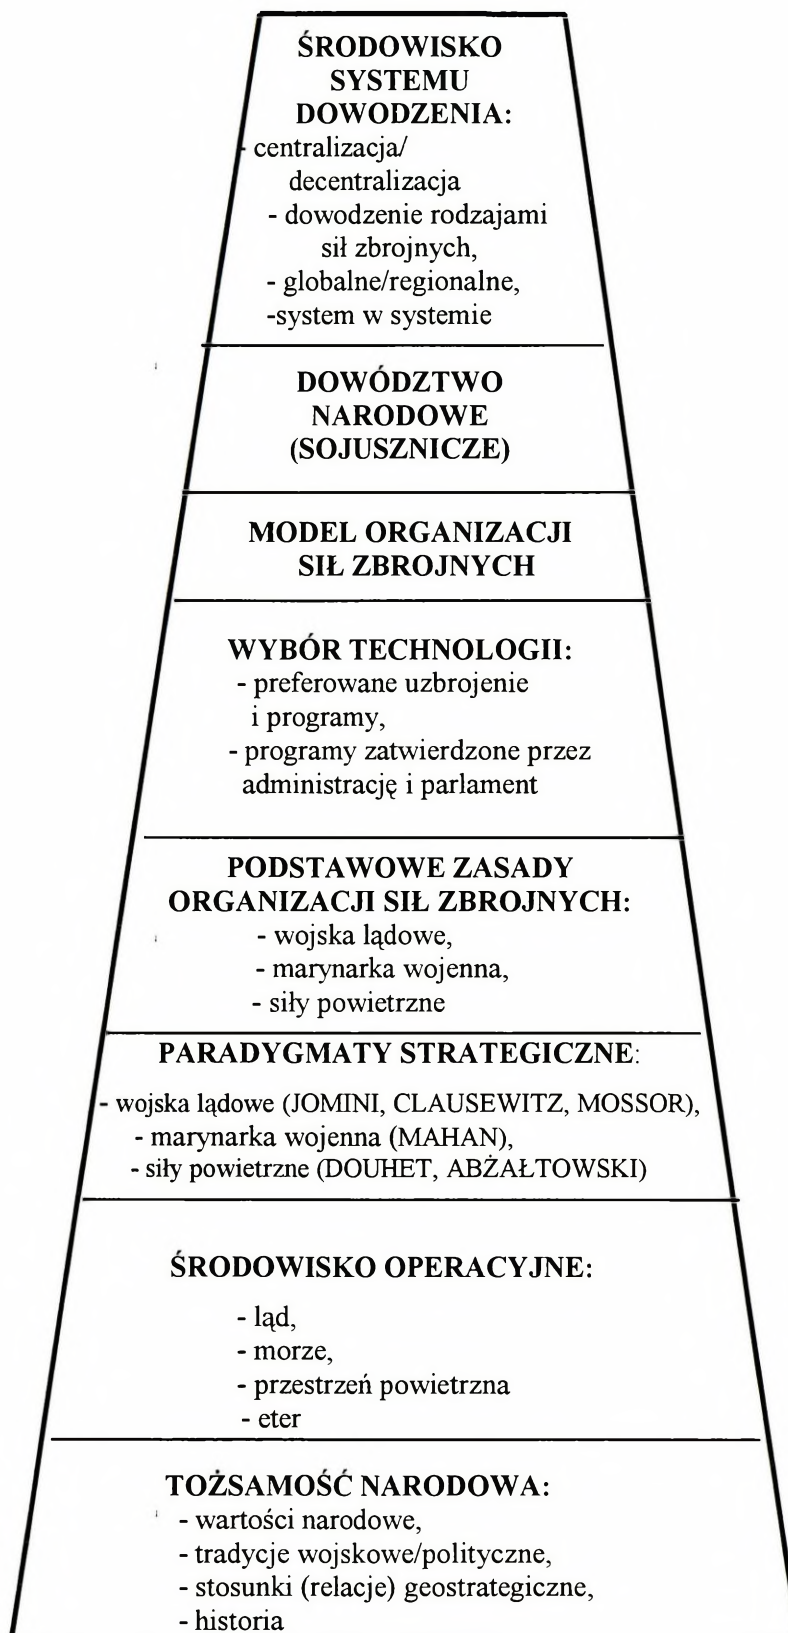 ŚRODOWISKO
SYSTEMU
DOWODZENIA:
- centralizacja/
decentralizacja
- dowodzenie rodzajami
sił zbrojnych,
- globalne/regionalne,
-system w systemie
DOWÓDZTWO
NARODOWE
(SOJUSZNICZE)
MODEL ORGANIZACJI
SIŁ ZBROJNYCH
WYBÓR TECHNOLOGII:
- preferowane uzbrojenie
i programy,
- programy zatwierdzone przez
administrację i parlament
PODSTAWOWE ZASADY
ORGANIZACJI SIŁ ZBROJNYCH:
- wojska lądowe,
- marynarka wojenna,
- siły powietrzne
PARADYGMATY STRATEGICZNE:
- wojska lądowe (JOMINI, CLAUSEWITZ, MOSSOR),
- marynarka wojenna (MAHAN),
- siły powietrzne (DOUHET, ABŻAŁTOWSKI)
ŚRODOWISKO OPERACYJNE:
- ląd,
- morze,
- przestrzeń powietrzna
- eter
TOŻSAMOŚĆ NARODOWA:
- wartości narodowe,
- tradycje wojskowe/polityczne,
- stosunki (relacje) geostrategiczne,
- historia